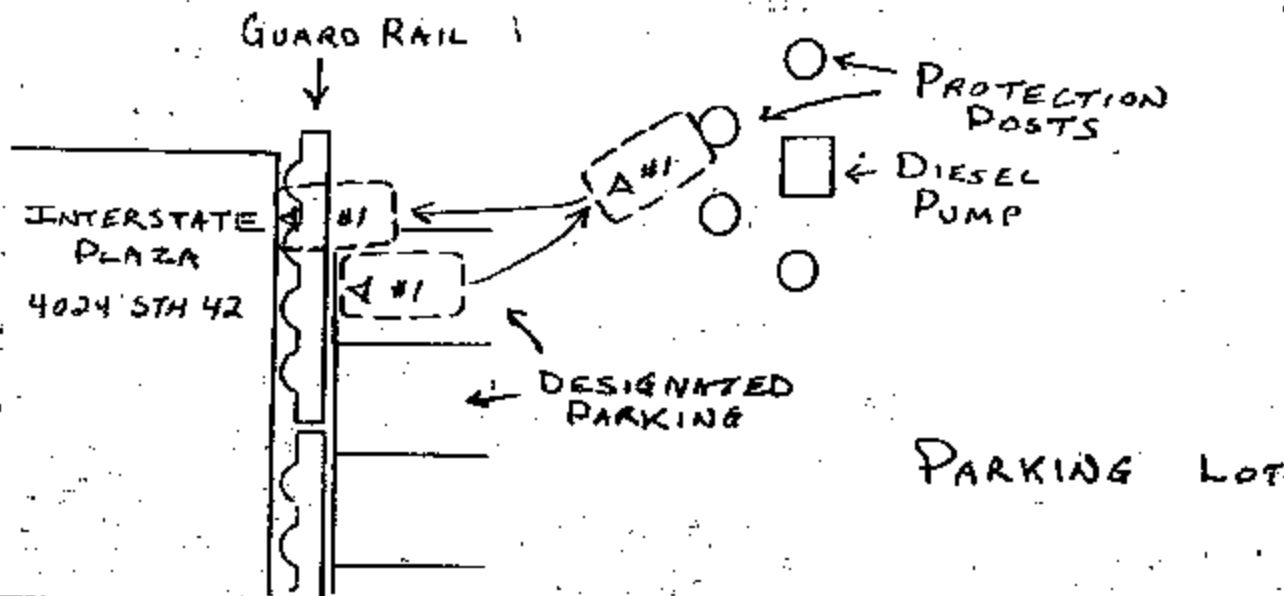 GUARD RAIL
PROTECTION
POSTS
DIESEL
PUMP
#1
#1
#1
INTERSTATE
PLAZA
4024 STH 42
DESIGNATED
PARKING
PARKING LOT